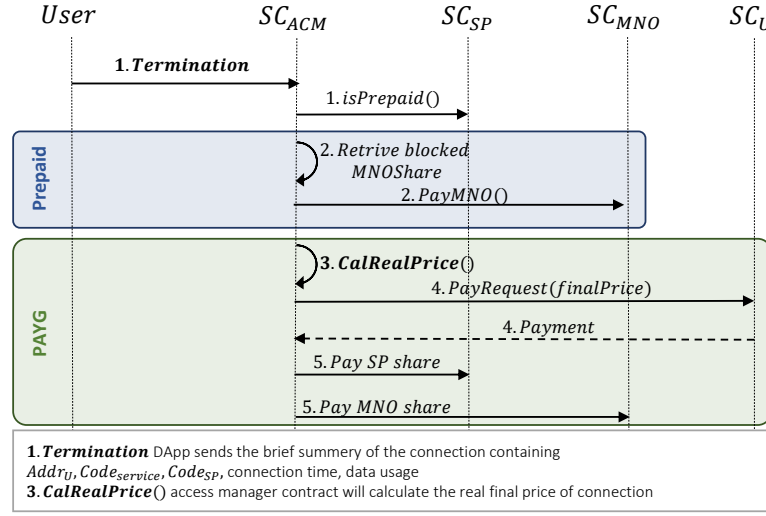 User SC_ACM SC_SP SC_MNO SC_U
1.Termination
1.isPrepaid()
Prepaid
2.Retrive blocked
MNOShare
2.PayMNO()
PAYG
3.CalRealPrice()
4.PayRequest(finalPrice)
4.Payment
5.Pay SP share
5.Pay MNO share
1.Termination DApp sends the brief summery of the connection containing
Addr_U, Code_service, Code_SP, connection time, data usage
3.CalRealPrice() access manager contract will calculate the real final price of connection